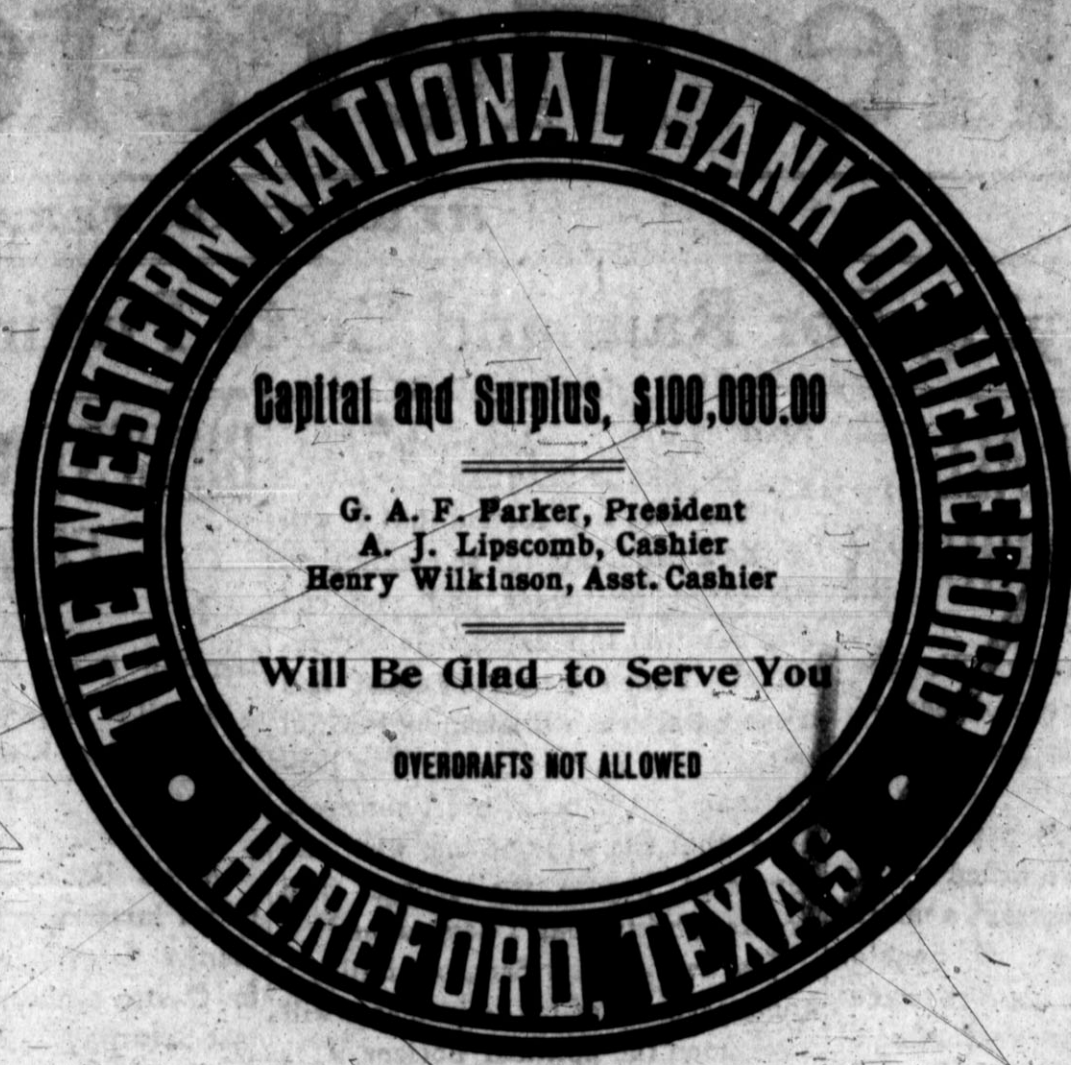 THE WESTERN NATIONAL BANK OF HEREFORD
Capital and Surplus, $100,000.00
G. A. F. Parker, President
A. J. Lipscomb, Cashier
Henry Wilkinson, Asst. Cashier
Will Be Glad to Serve You
OVERDRAFTS NOT ALLOWED
HEREFORD, TEXAS.